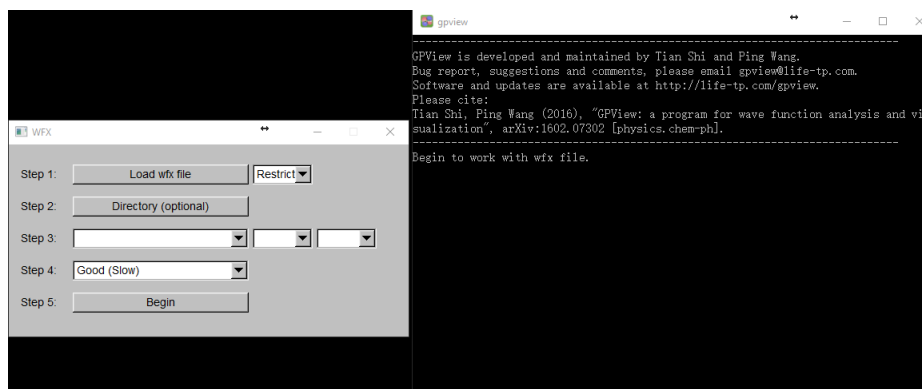 WFX
Step 1:
Load wfx file
Restrict
Step 2:
Directory (optional)
Step 3:
Step 4:
Good (Slow)
Step 5:
Begin
gpview
--------------------------------------------------------------------------------
GPView is developed and maintained by Tian Shi and Ping Wang.
Bug report, suggestions and comments, please email gpview@life-tp.com.
Software and updates are available at http://life-tp.com/gpview.
Please cite:
Tian Shi, Ping Wang (2016), "GPView: a program for wave function analysis and vi
sualization", arXiv:1602.07302 [physics.chem-ph].
--------------------------------------------------------------------------------
Begin to work with wfx file.